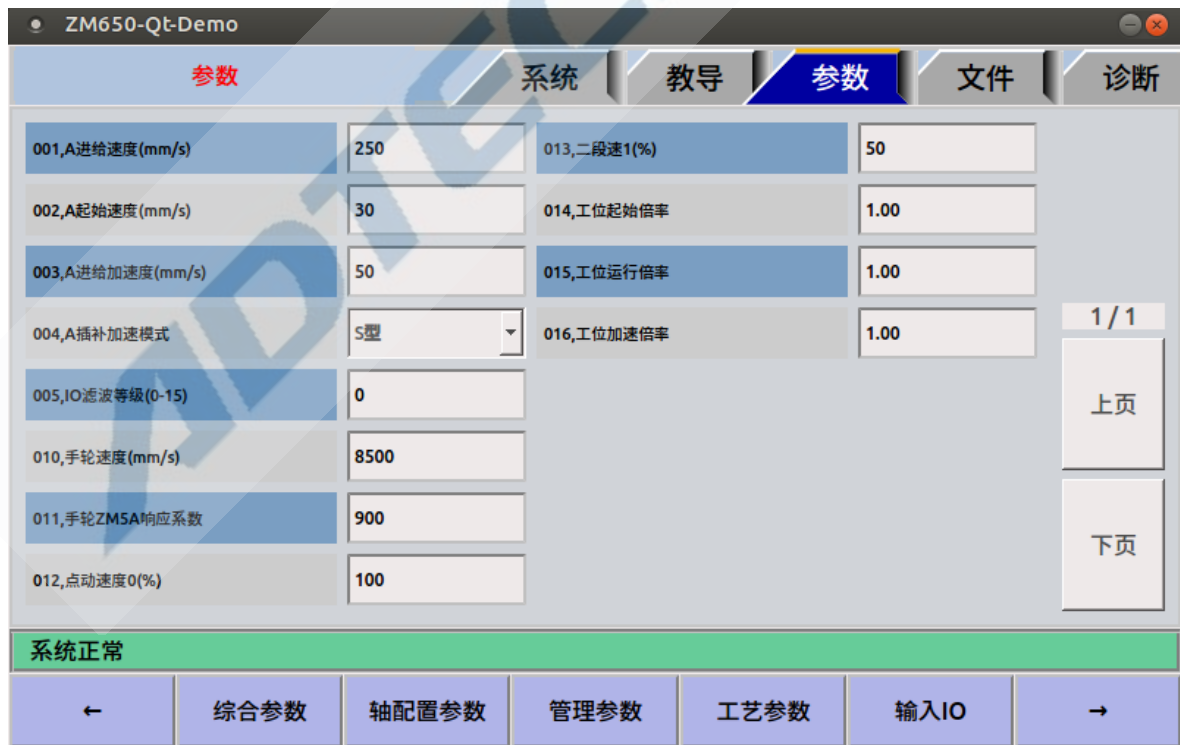 ZM650-Qt-Demo
参数 系统 教导 参数 文件 诊断
001,A进给速度(mm/s) 250 013,二段速1(%) 50
002,A起始速度(mm/s) 30 014,工位起始倍率 1.00
003,A进给加速度(mm/s) 50 015,工位运行倍率 1.00
004,A插补加速模式 S型 016,工位加速倍率 1.00
1/1
005,IO滤波等级(0-15) 0
上页
010,手轮速度(mm/s) 8500
011,手轮ZM5A响应系数 900
下页
012,点动速度0(%) 100
系统正常
← 综合参数 轴配置参数 管理参数 工艺参数 输入IO →
ADTEC